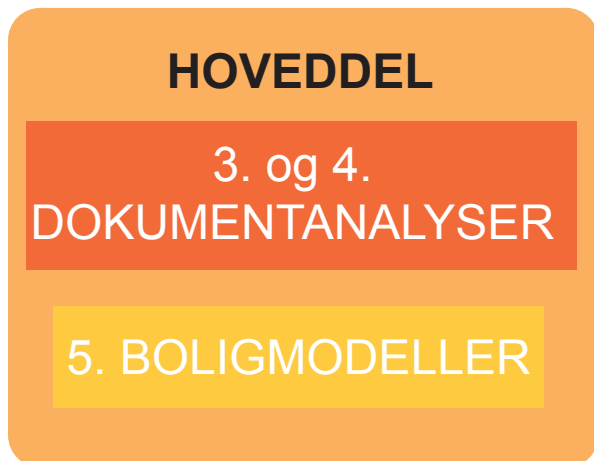 HOVEDDEL
3. og 4.
DOKUMENTANALYSER
5. BOLIGMODELLER